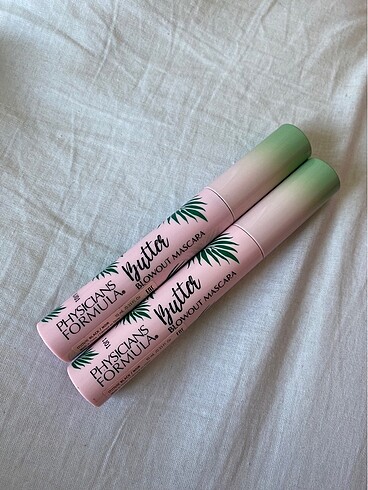 PHYSICIANS
FORMULA®
Butter
BLOWOUT MASCARA
PHYSICIANS
FORMULA®
Butter
BLOWOUT MASCARA